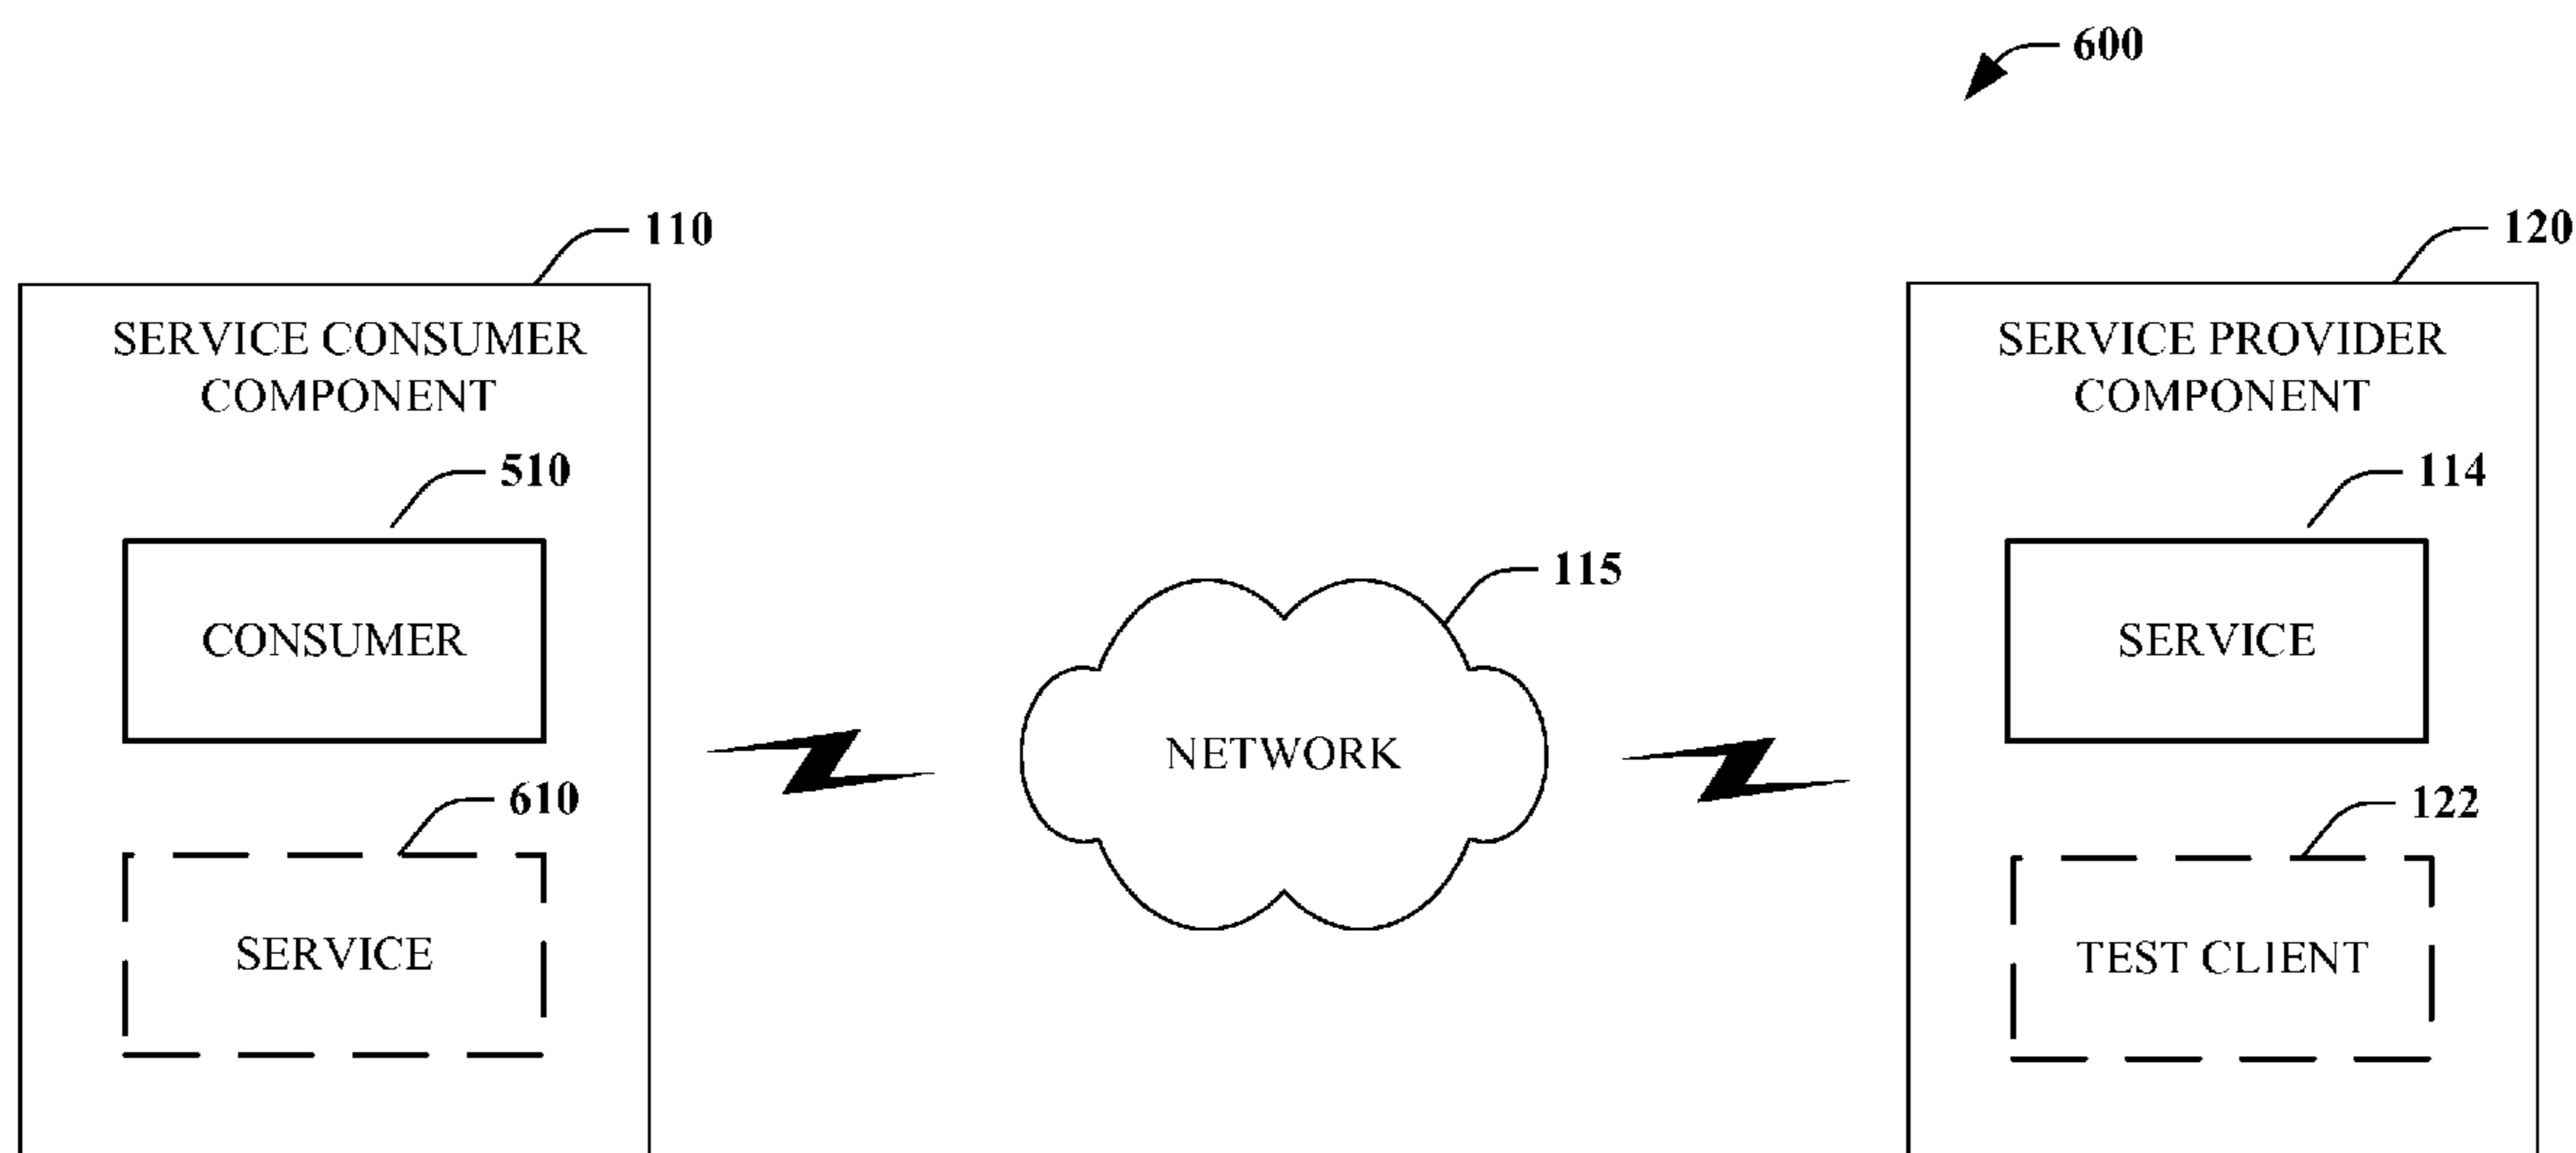 600
110
SERVICE CONSUMER
COMPONENT
510
CONSUMER
610
SERVICE
115
NETWORK
120
SERVICE PROVIDER
COMPONENT
114
SERVICE
122
TEST CLIENT